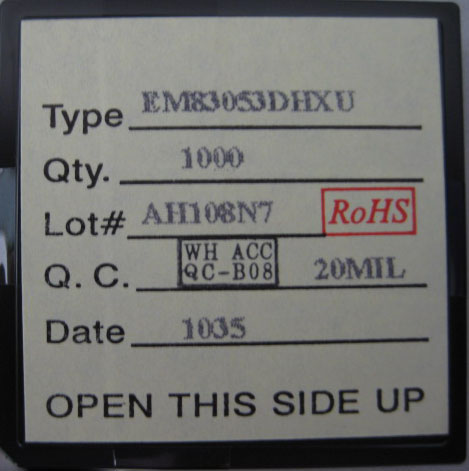 Type EM83053DHXU
Qty. 1000
Lot# AH108N7 RoHS
WH ACC
Q. C. QC-B08 20MIL
Date 1035
OPEN THIS SIDE UP